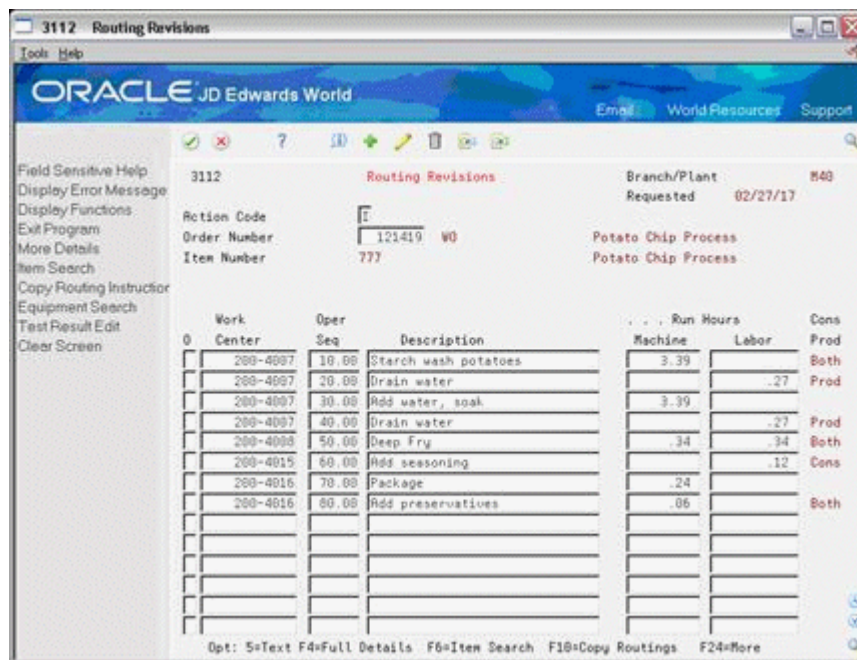 3112 Routing Revisions
Tools Help
ORACLE JD Edwards World
Email World Resources Support
Field Sensitive Help
Display Error Message
Display Functions
Exit Program
More Details
Item Search
Copy Routing Instruction
Equipment Search
Test Result Edit
Clear Screen
3112 Routing Revisions Branch/Plant M40
Requested 02/27/17
Action Code I
Order Number 121419 WO Potato Chip Process
Item Number 777 Potato Chip Process
Work Oper . . . Run Hours Cons
O Center Seq Description Machine Labor Prod
200-4007 10.00 Starch wash potatoes 3.39 Both
200-4007 20.00 Drain water .27 Prod
200-4007 30.00 Add water, soak 3.39
200-4007 40.00 Drain water .27 Prod
200-4008 50.00 Deep Fry .34 .34 Both
200-4015 60.00 Add seasoning .12 Cons
200-4016 70.00 Package .24
200-4016 80.00 Add preservatives .06 Both
Opt: 5=Text F4=Full Details F6=Item Search F10=Copy Routings F24=More